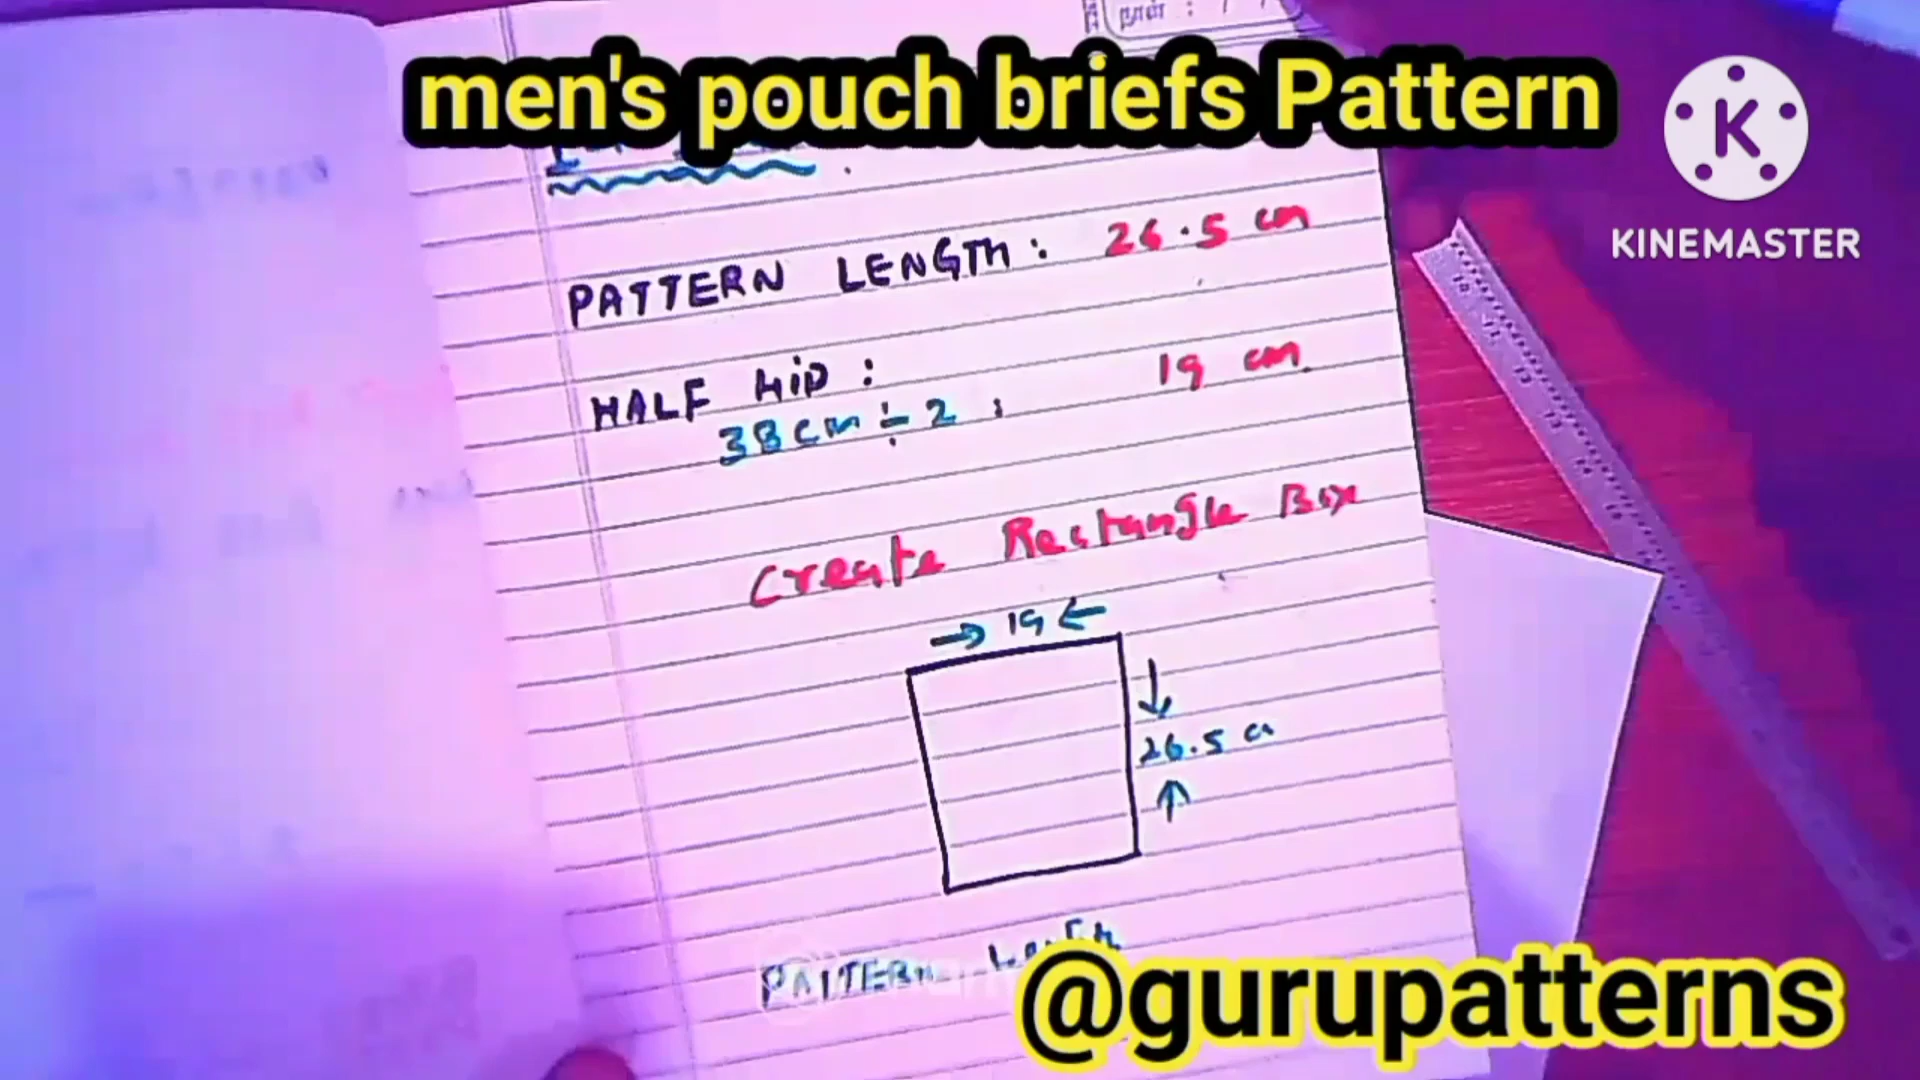 நாள் :
men's pouch briefs Pattern
K
KINEMASTER
PATTERN LENGTH : 26.5 cm
HALF HIP :
38cm ÷ 2 : 19 cm
Create Rectangle Box
→ 19 ←
26.5 c
PATTERN
@gurupatterns